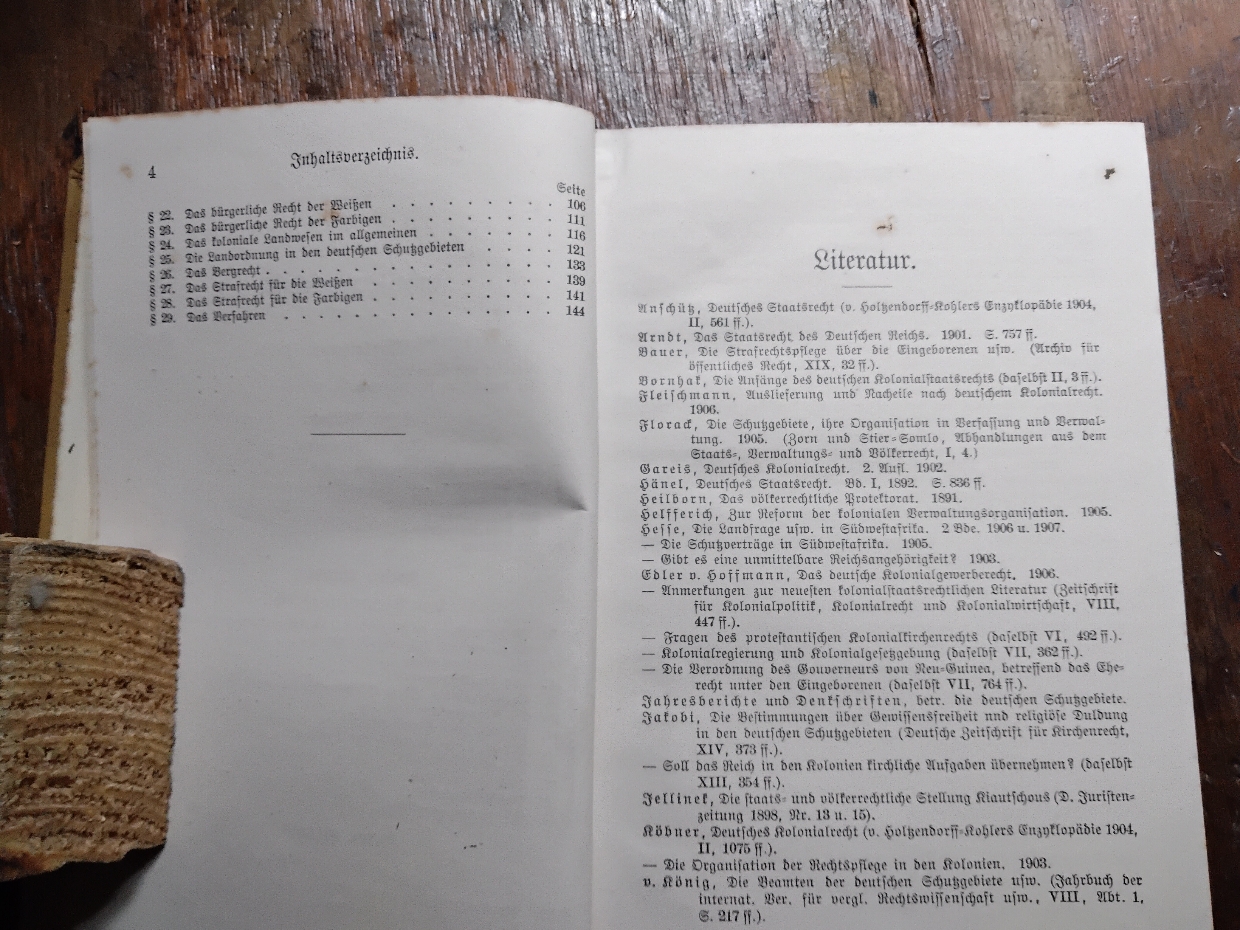 4
Inhaltsverzeichnis.
Seite
§ 22. Das bürgerliche Recht der Weißen . . . . . . . . . 106
§ 23. Das bürgerliche Recht der Farbigen . . . . . . . . 111
§ 24. Das koloniale Landwesen im allgemeinen . . . . . . 116
§ 25. Die Landordnung in den deutschen Schutzgebieten . . . . 121
§ 26. Das Bergrecht . . . . . . . . . . . . . . 133
§ 27. Das Strafrecht für die Weißen . . . . . . . . . 139
§ 28. Das Strafrecht für die Farbigen . . . . . . . . . 141
§ 29. Das Verfahren . . . . . . . . . . . . . 144
Literatur.
Anschütz, Deutsches Staatsrecht (v. Holtzendorff-Kohlers Enzyklopädie 1904,
II, 561 ff.).
Arndt, Das Staatsrecht des Deutschen Reichs. 1901. S. 757 ff.
Bauer, Die Strafrechtspflege über die Eingeborenen usw. (Archiv für
öffentliches Recht, XIX, 32 ff.).
Bornhak, Die Anfänge des deutschen Kolonialstaatsrechts (daselbst II, 3 ff.).
Fleischmann, Auslieferung und Nacheile nach deutschem Kolonialrecht.
1906.
Florack, Die Schutzgebiete, ihre Organisation in Verfassung und Verwal-
tung. 1905. (Zorn und Stier-Somlo, Abhandlungen aus dem
Staats-, Verwaltungs- und Völkerrecht, I, 4.)
Gareis, Deutsches Kolonialrecht. 2. Aufl. 1902.
Hänel, Deutsches Staatsrecht. Bd. I, 1892. S. 836 ff.
Heilborn, Das völkerrechtliche Protektorat. 1891.
Helfferich, Zur Reform der kolonialen Verwaltungsorganisation. 1905.
Hesse, Die Landfrage usw. in Südwestafrika. 2 Bde. 1906 u. 1907.
— Die Schutzverträge in Südwestafrika. 1905.
— Gibt es eine unmittelbare Reichsangehörigkeit? 1903.
Edler v. Hoffmann, Das deutsche Kolonialgewerberecht. 1906.
— Anmerkungen zur neuesten kolonialstaatsrechtlichen Literatur (Zeitschrift
für Kolonialpolitik, Kolonialrecht und Kolonialwirtschaft, VIII,
447 ff.).
— Fragen des protestantischen Kolonialkirchenrechts (daselbst VI, 492 ff.).
— Kolonialregierung und Kolonialgesetzgebung (daselbst VII, 362 ff.).
— Die Verordnung des Gouverneurs von Neu-Guinea, betreffend das Ehe-
recht unter den Eingeborenen (daselbst VII, 764 ff.).
Jahresberichte und Denkschriften, betr. die deutschen Schutzgebiete.
Jakobi, Die Bestimmungen über Gewissensfreiheit nnd religiöse Duldung
in den deutschen Schutzgebieten (Deutsche Zeitschrift für Kirchenrecht,
XIV, 373 ff.).
— Soll das Reich in den Kolonien kirchliche Aufgaben übernehmen? (daselbst
XIII, 354 ff.).
Jellinek, Die staats- und völkerrechtliche Stellung Kiautschous (D. Juristen-
zeitung 1898, Nr. 13 u. 15).
Köbner, Deutsches Kolonialrecht (v. Holtzendorff-Kohlers Enzyklopädie 1904,
II, 1075 ff.).
— Die Organisation der Rechtspflege in den Kolonien. 1903.
v. König, Die Beamten der deutschen Schutzgebiete usw. (Jahrbuch der
internat. Ver. für vergl. Rechtswissenschaft usw., VIII, Abt. 1,
S. 217 ff.).